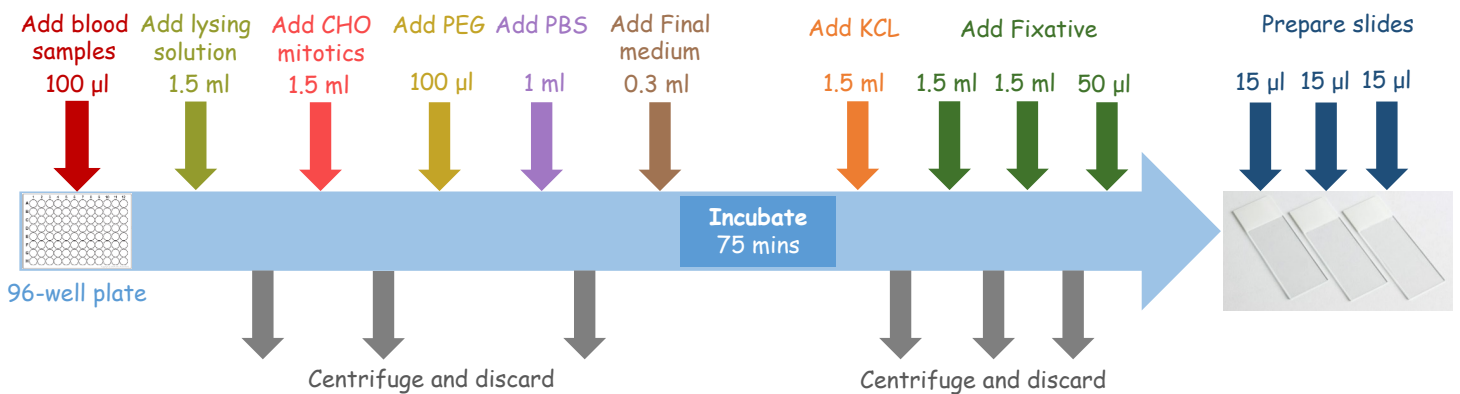 Add blood
samples
100 µl
Add lysing
solution
1.5 ml
Add CHO
mitotics
1.5 ml
Add PEG
100 µl
Add PBS
1 ml
Add Final
medium
0.3 ml
Add KCL
1.5 ml
Add Fixative
1.5 ml
1.5 ml
50 µl
Prepare slides
15 µl
15 µl
15 µl
Incubate
75 mins
96-well plate
Centrifuge and discard
Centrifuge and discard